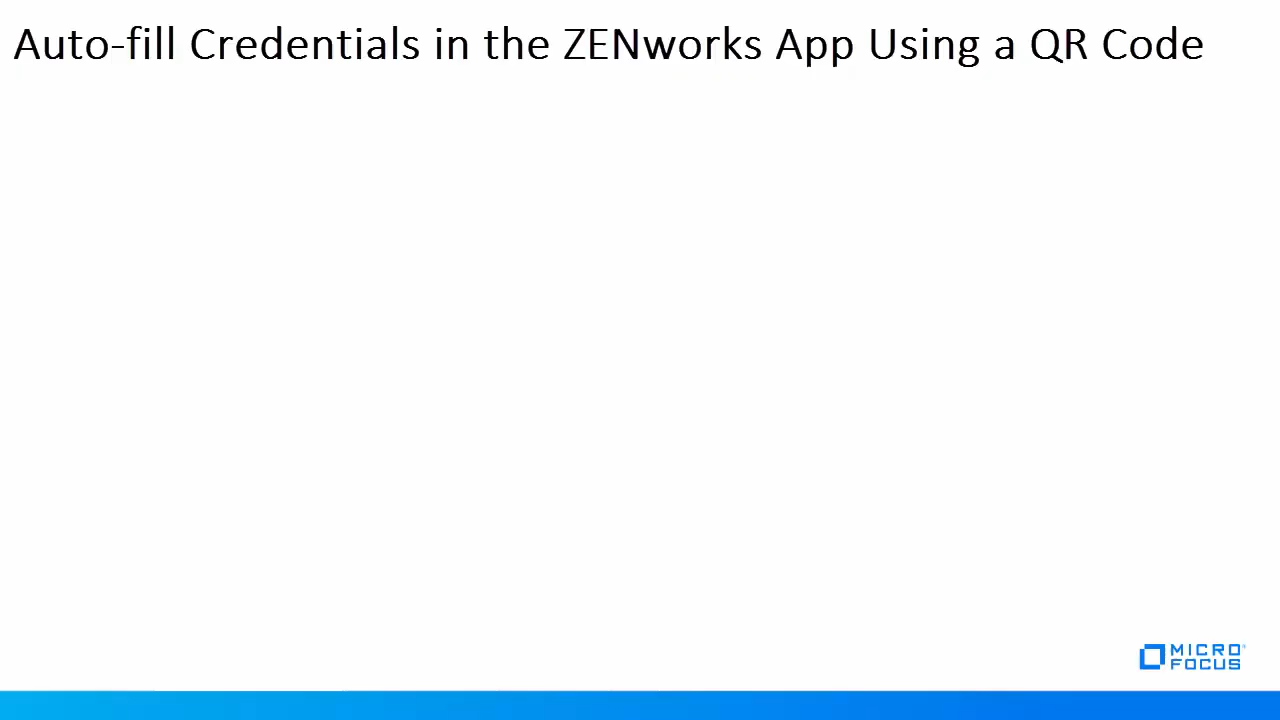 Auto-fill Credentials in the ZENworks App Using a QR Code
MICRO
FOCUS